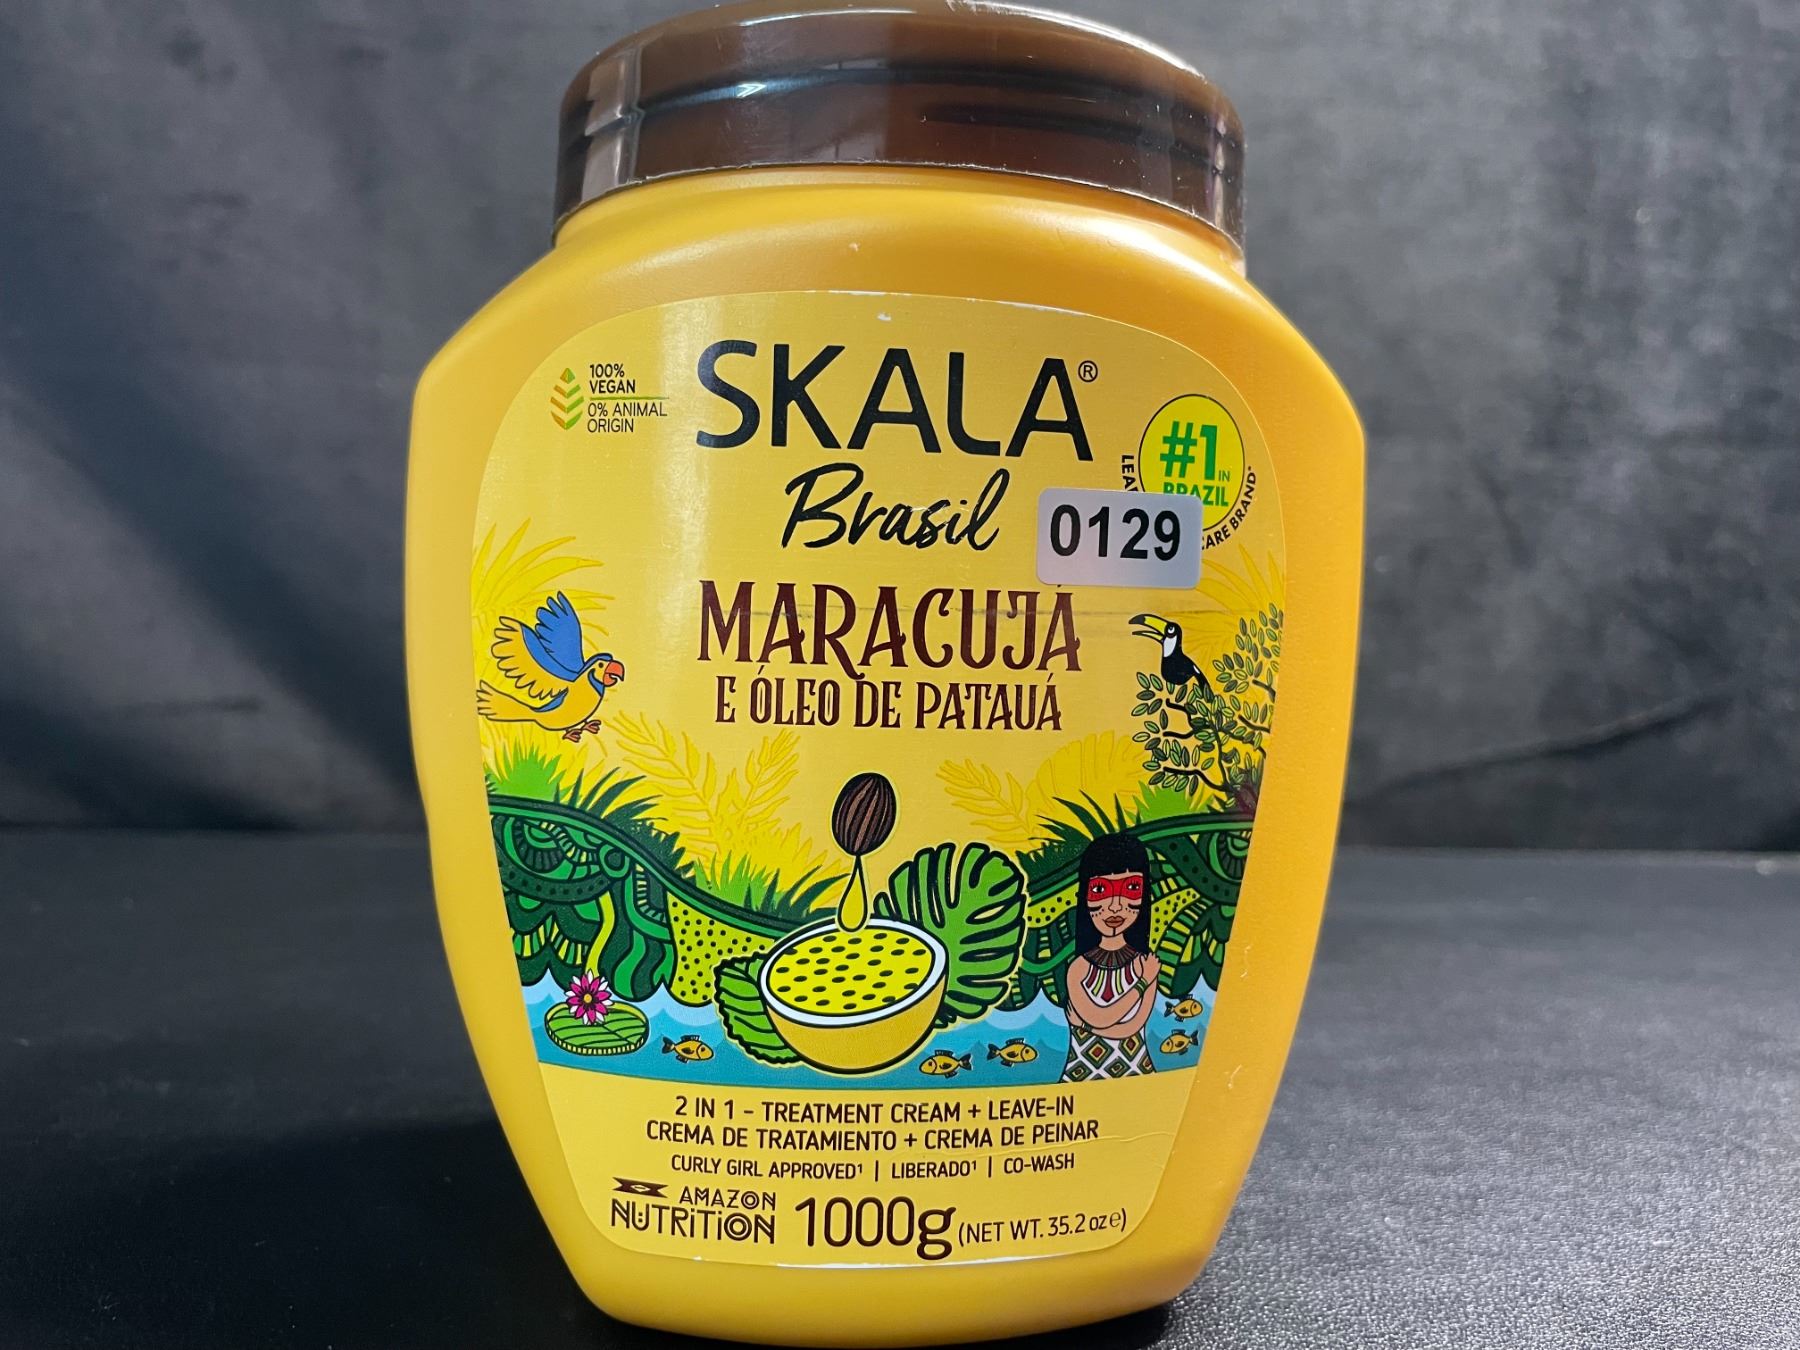 SKALA®
Brasil
100%
VEGAN
0% ANIMAL
ORIGIN
#1 IN
BRAZIL
CARE BRAND*
0129
MARACUJÁ
E ÓLEO DE PATAUÁ
2 IN 1 - TREATMENT CREAM + LEAVE-IN
CREMA DE TRATAMIENTO + CREMA DE PEINAR
CURLY GIRL APPROVED¹ | LIBERADO¹ | CO-WASH
AMAZON
NUTRITION
1000g (NET WT. 35.2 oz ℮)